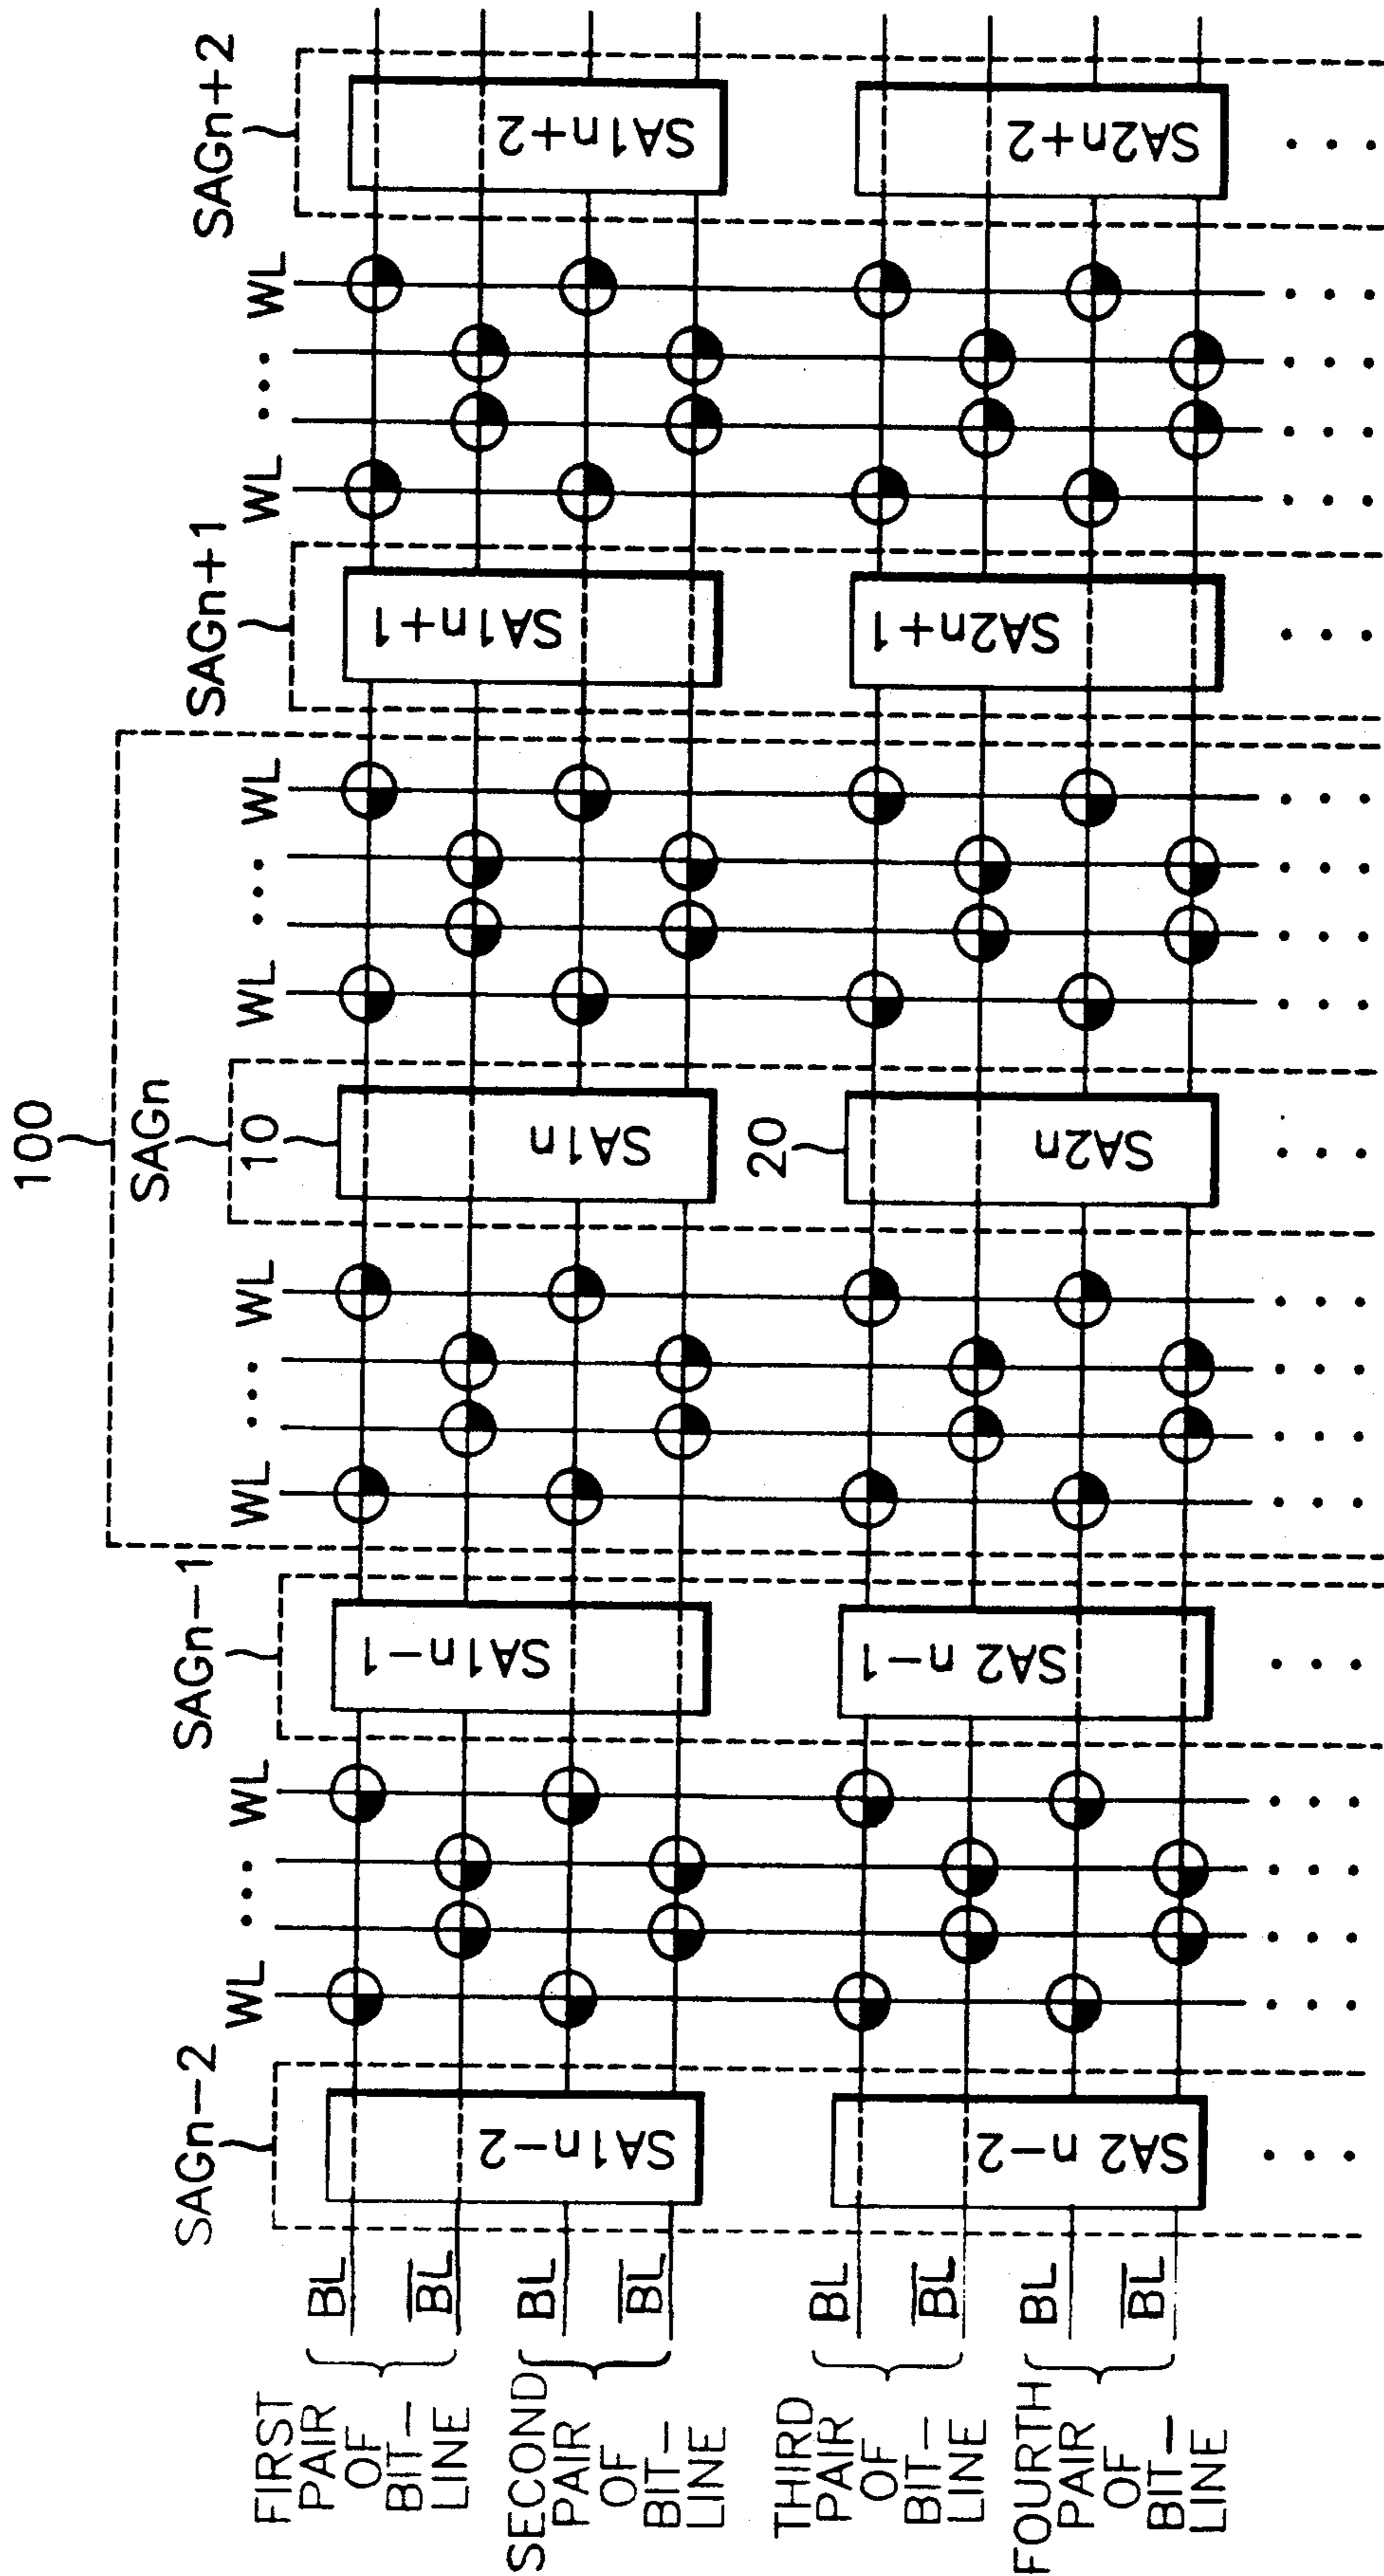 100
SAGn
SAGn-2
SAGn-1
SAGn+1
SAGn+2
10
20
WL ... WL
WL ... WL
WL ... WL
WL ... WL
SA1n-2
SA1n-1
SA1n
SA1n+1
SA1n+2
SA2 n-2
SA2 n-1
SA2n
SA2n+1
SA2n+2
FIRST
PAIR
OF
BIT-
LINE
BL
BL
SECOND
PAIR
OF
BIT-
LINE
BL
BL
THIRD
PAIR
OF
BIT-
LINE
BL
BL
FOURTH
PAIR
OF
BIT-
LINE
BL
BL